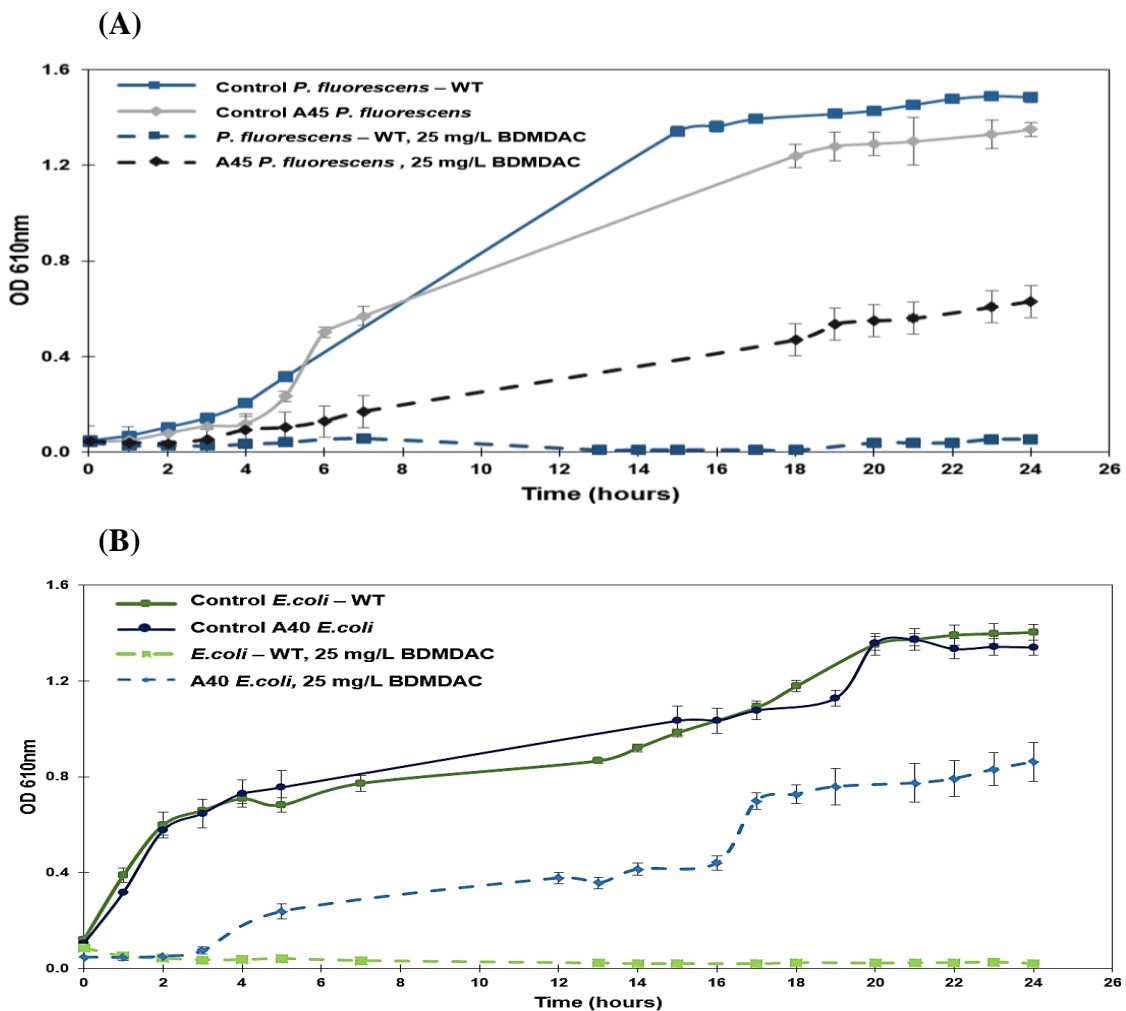 (A)
1.6
1.2
0.8
0.4
0.0
OD 610nm
Control P. fluorescens – WT
Control A45 P. fluorescens
P. fluorescens – WT, 25 mg/L BDMDAC
A45 P. fluorescens , 25 mg/L BDMDAC
0 2 4 6 8 10 12 14 16 18 20 22 24 26
Time (hours)
(B)
1.6
1.2
0.8
0.4
0.0
OD 610nm
Control E.coli – WT
Control A40 E.coli
E.coli – WT, 25 mg/L BDMDAC
A40 E.coli, 25 mg/L BDMDAC
0 2 4 6 8 10 12 14 16 18 20 22 24 26
Time (hours)